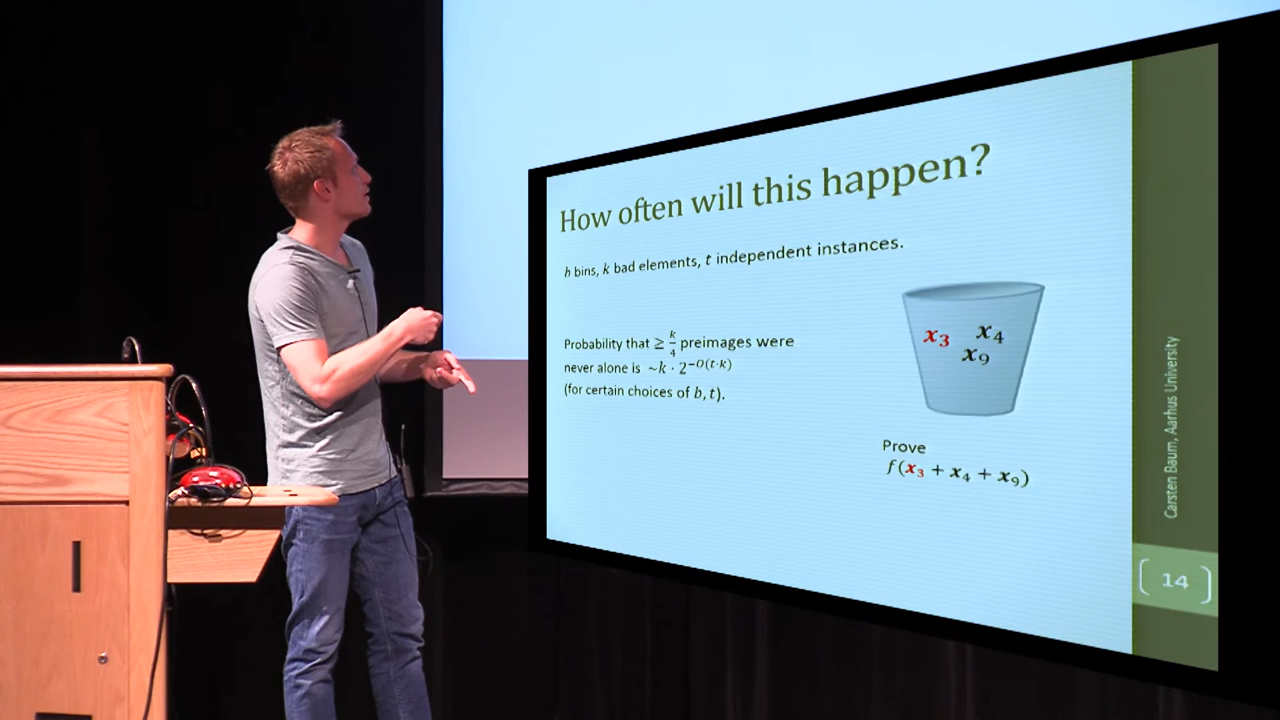 How often will this happen?
h bins, k bad elements, t independent instances.
Probability that ≥ k/4 preimages were
never alone is ~k · 2^{-O(t·k)}
(for certain choices of b, t).
x₃ x₄
x₉
Prove
f(x₃ + x₄ + x₉)
Carsten Baum, Aarhus University
14